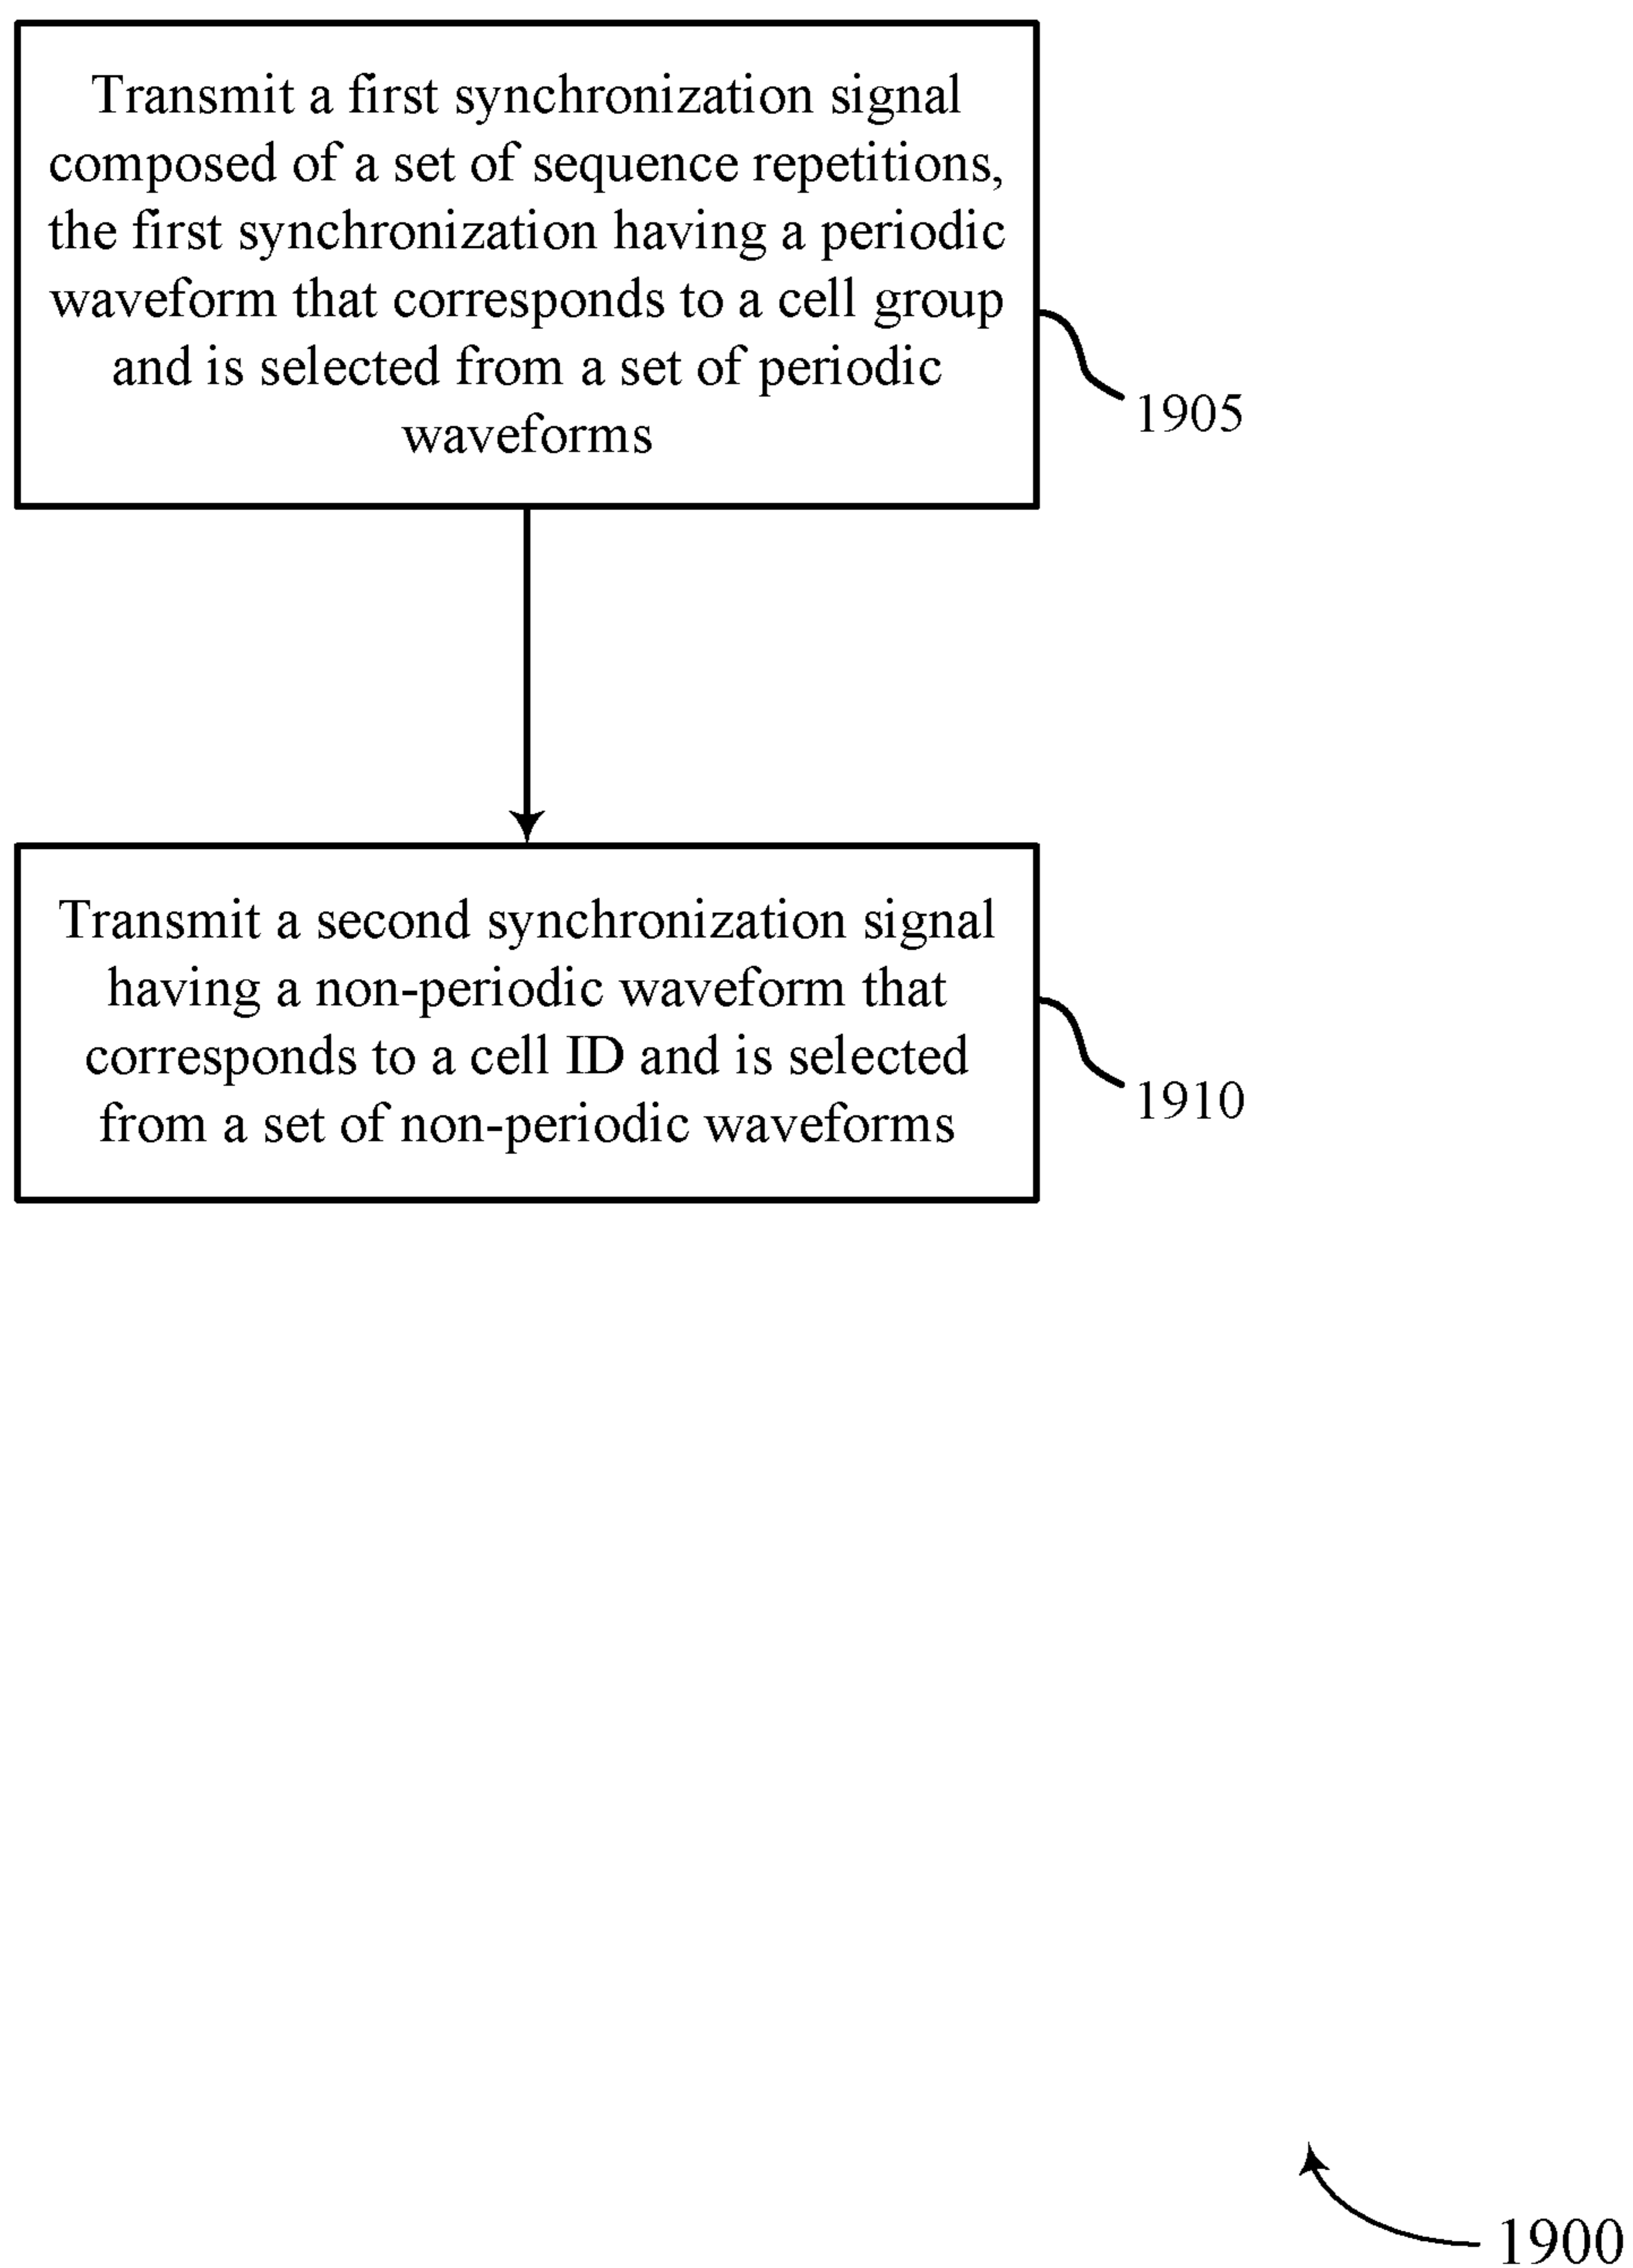 Transmit a first synchronization signal
composed of a set of sequence repetitions,
the first synchronization having a periodic
waveform that corresponds to a cell group
and is selected from a set of periodic
waveforms
1905
Transmit a second synchronization signal
having a non-periodic waveform that
corresponds to a cell ID and is selected
from a set of non-periodic waveforms
1910
1900